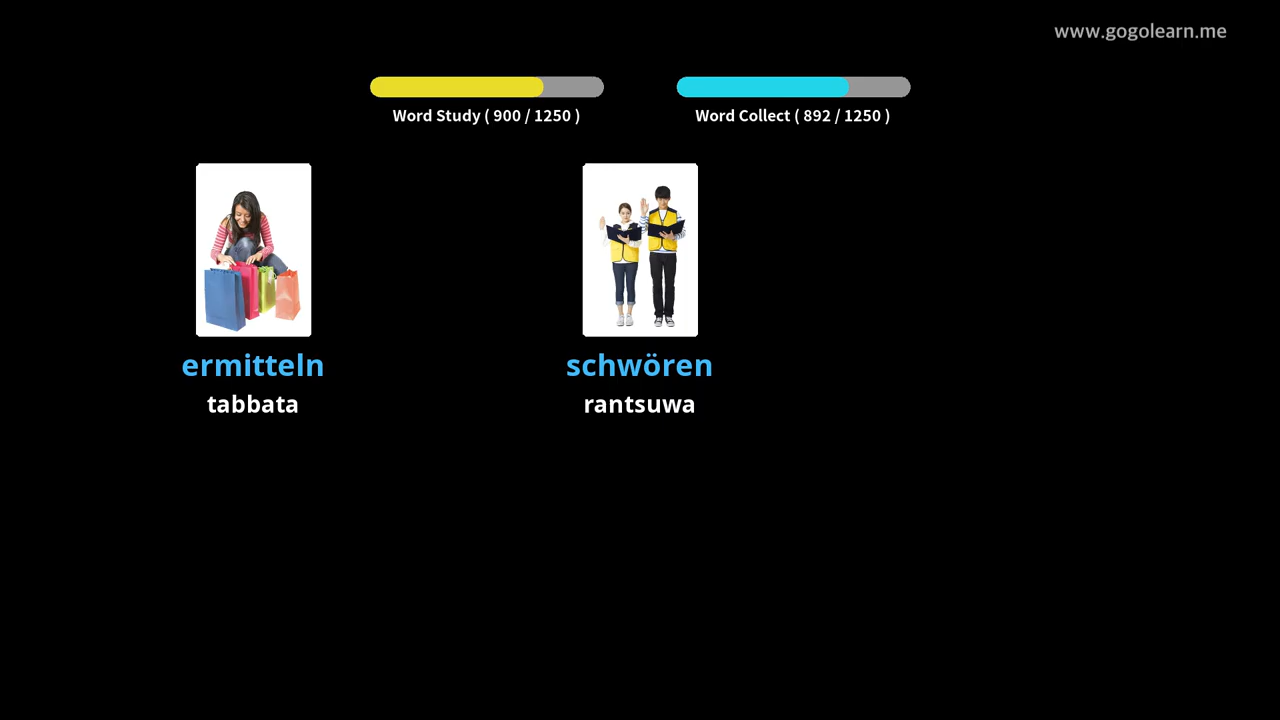 www.gogolearn.me
Word Study ( 900 / 1250 )
Word Collect ( 892 / 1250 )
ermitteln
schwören
tabbata
rantsuwa